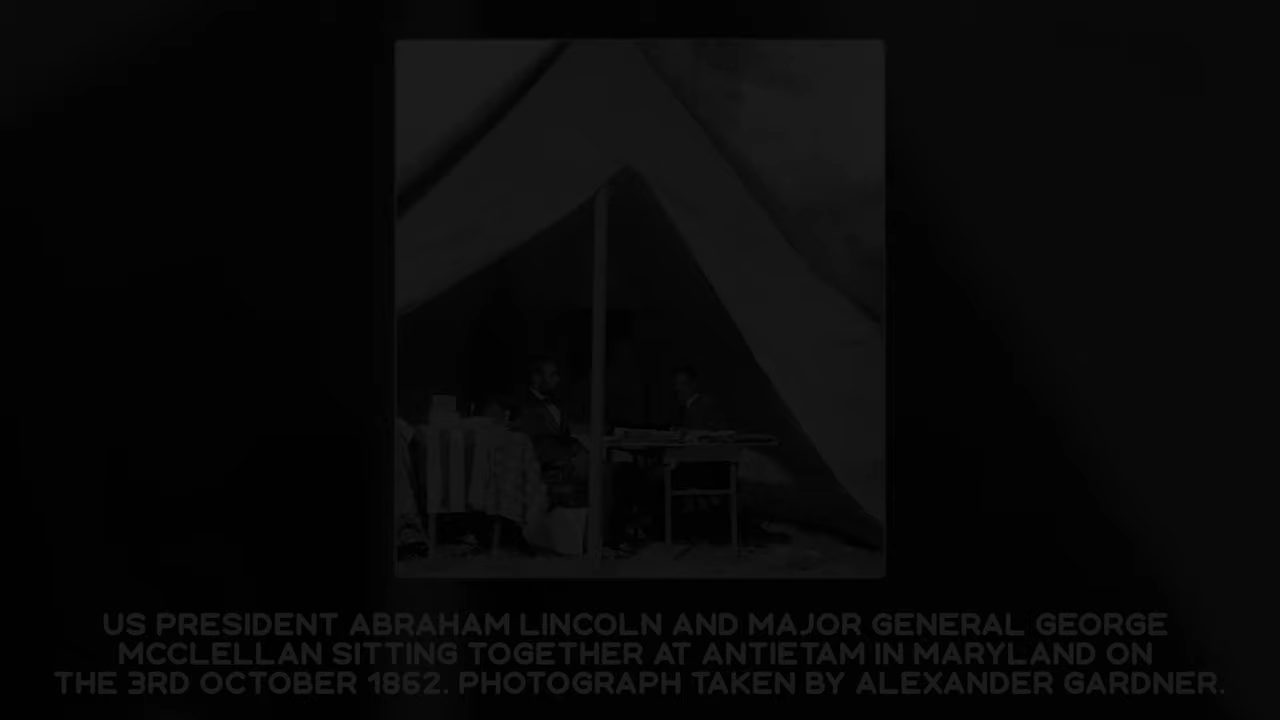 US PRESIDENT ABRAHAM LINCOLN AND MAJOR GENERAL GEORGE
MCCLELLAN SITTING TOGETHER AT ANTIETAM IN MARYLAND ON
THE 3RD OCTOBER 1862. PHOTOGRAPH TAKEN BY ALEXANDER GARDNER.